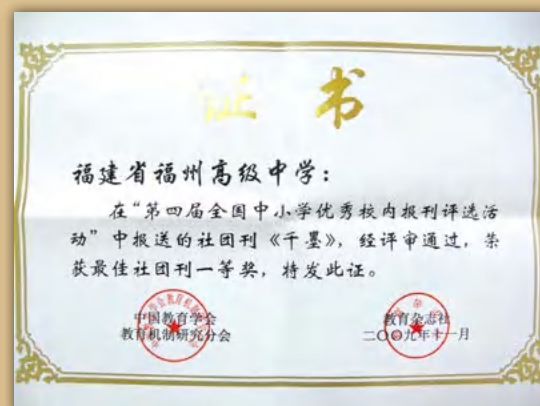 证书
福建省福州高级中学：
在“第四届全国中小学优秀校内报刊评选活
动”中报送的社团刊《千墨》，经评审通过，荣
获最佳社团刊一等奖，特发此证。
中国教育学会
教育机制研究分会
教育杂志社
二〇〇九年十一月